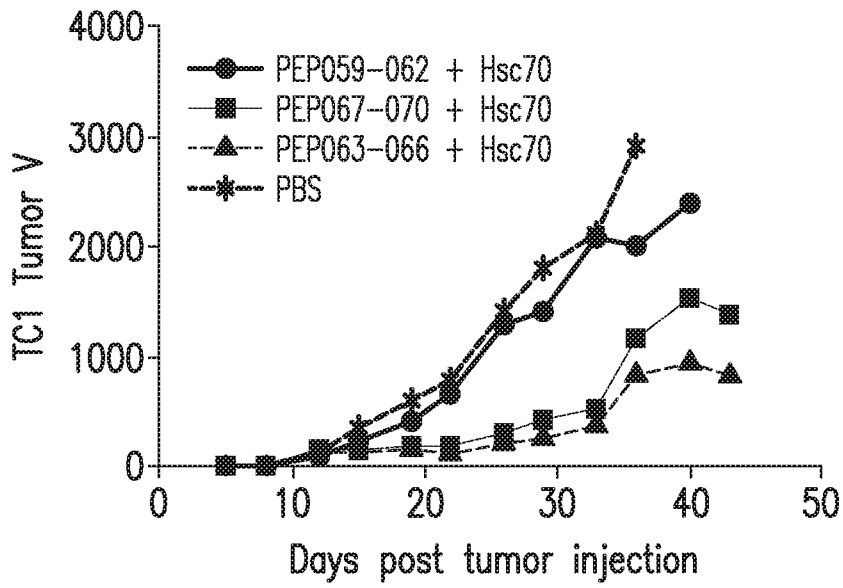 4000
3000
2000
1000
0
TC1 Tumor V
PEP059-062 + Hsc70
PEP067-070 + Hsc70
PEP063-066 + Hsc70
PBS
0 10 20 30 40 50
Days post tumor injection